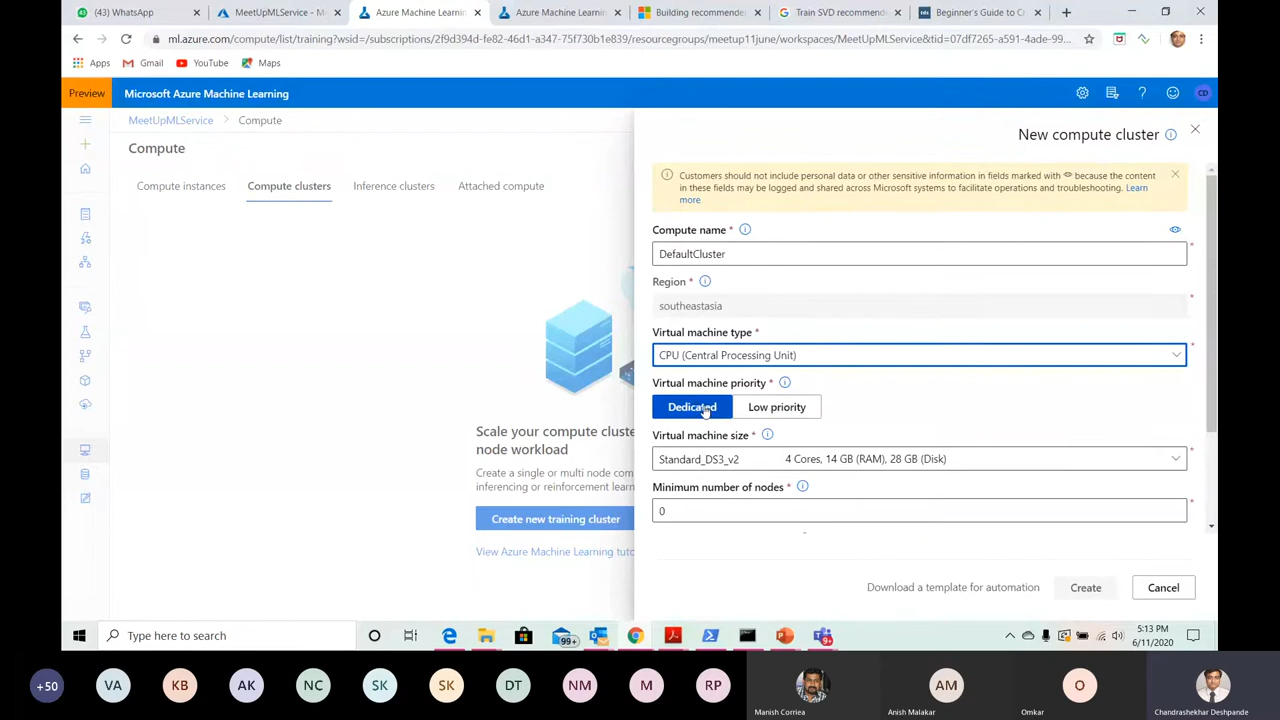 (43) WhatsApp
MeetUpMLService - M
Azure Machine Learnin
Azure Machine Learnin
Building recommende
Train SVD recommende
Beginner's Guide to C
ml.azure.com/compute/list/training?wsid=/subscriptions/2f9d394d-fe82-46d1-a347-75f730b1e839/resourcegroups/meetup11june/workspaces/MeetUpMLService&tid=07df7265-a591-4ade-99...
Apps
Gmail
YouTube
Maps
Preview
Microsoft Azure Machine Learning
CD
MeetUpMLService > Compute
Compute
Compute instances
Compute clusters
Inference clusters
Attached compute
Scale your compute cluste
node workload
Create a single or multi node com
inferencing or reinforcement learn
Create new training cluster
View Azure Machine Learning tuto
New compute cluster
Customers should not include personal data or other sensitive information in fields marked with because the content
in these fields may be logged and shared across Microsoft systems to facilitate operations and troubleshooting. Learn
more
Compute name *
DefaultCluster
Region *
southeastasia
Virtual machine type *
CPU (Central Processing Unit)
Virtual machine priority *
Dedicated
Low priority
Virtual machine size *
Standard_DS3_v2 4 Cores, 14 GB (RAM), 28 GB (Disk)
Minimum number of nodes *
0
Download a template for automation
Create
Cancel
Type here to search
99+
9+
5:13 PM
6/11/2020
+50
VA
KB
AK
NC
SK
SK
DT
NM
M
RP
Manish Corriea
AM
Anish Malakar
O
Omkar
Chandrashekhar Deshpande